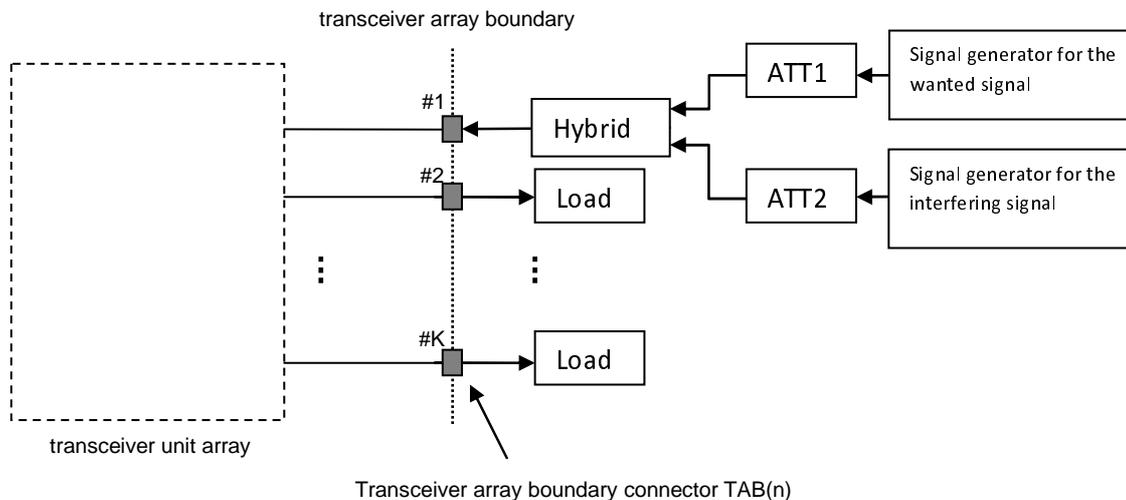 transceiver array boundary
Signal generator for the
wanted signal
ATT1
#1
Hybrid
#2
Load
ATT2
Signal generator for the
interfering signal
#K
Load
transceiver unit array
Transceiver array boundary connector TAB(n)